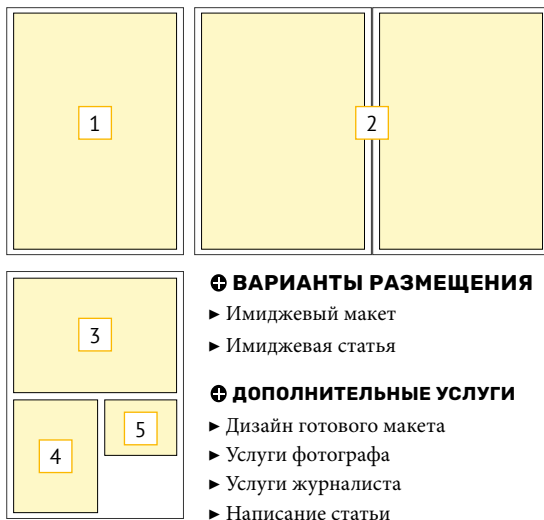 1
2
3
4
5
ВАРИАНТЫ РАЗМЕЩЕНИЯ
► Имиджевый макет
► Имиджевая статья
ДОПОЛНИТЕЛЬНЫЕ УСЛУГИ
► Дизайн готового макета
► Услуги фотографа
► Услуги журналиста
► Написание статьи